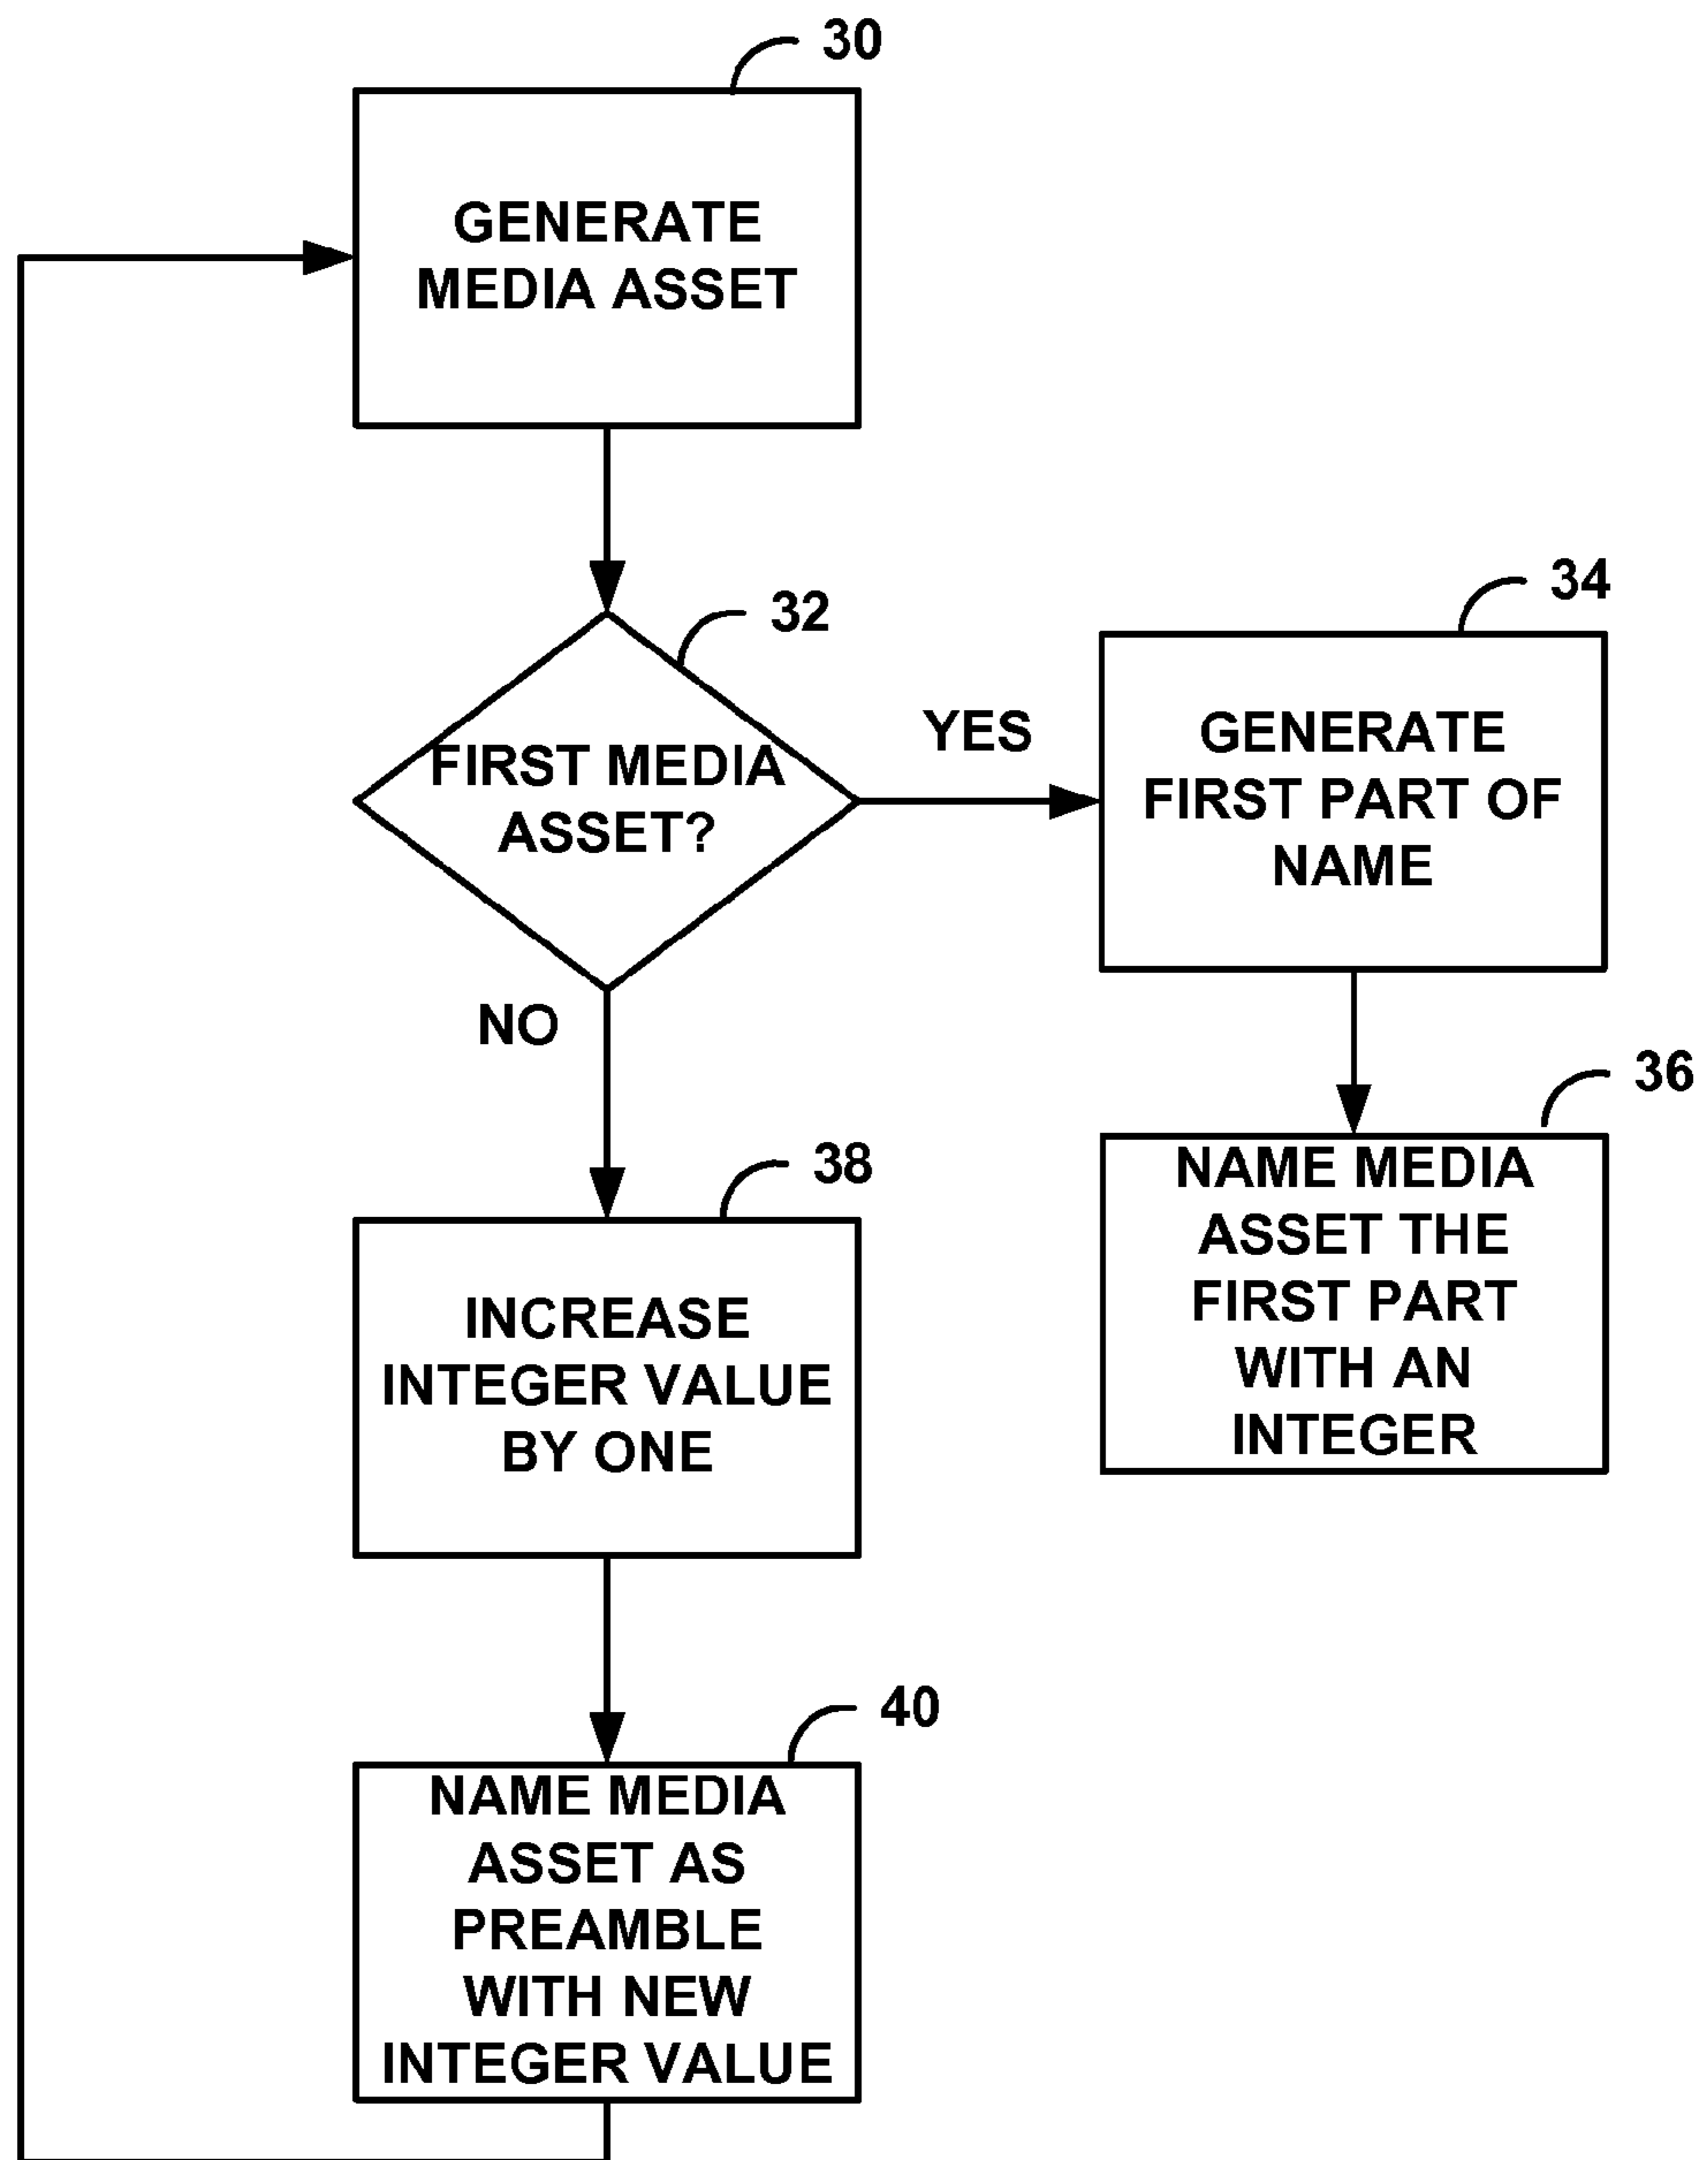 30
GENERATE
MEDIA ASSET
32
FIRST MEDIA
ASSET?
YES
34
GENERATE
FIRST PART OF
NAME
NO
36
NAME MEDIA
ASSET THE
FIRST PART
WITH AN
INTEGER
38
INCREASE
INTEGER VALUE
BY ONE
40
NAME MEDIA
ASSET AS
PREAMBLE
WITH NEW
INTEGER VALUE